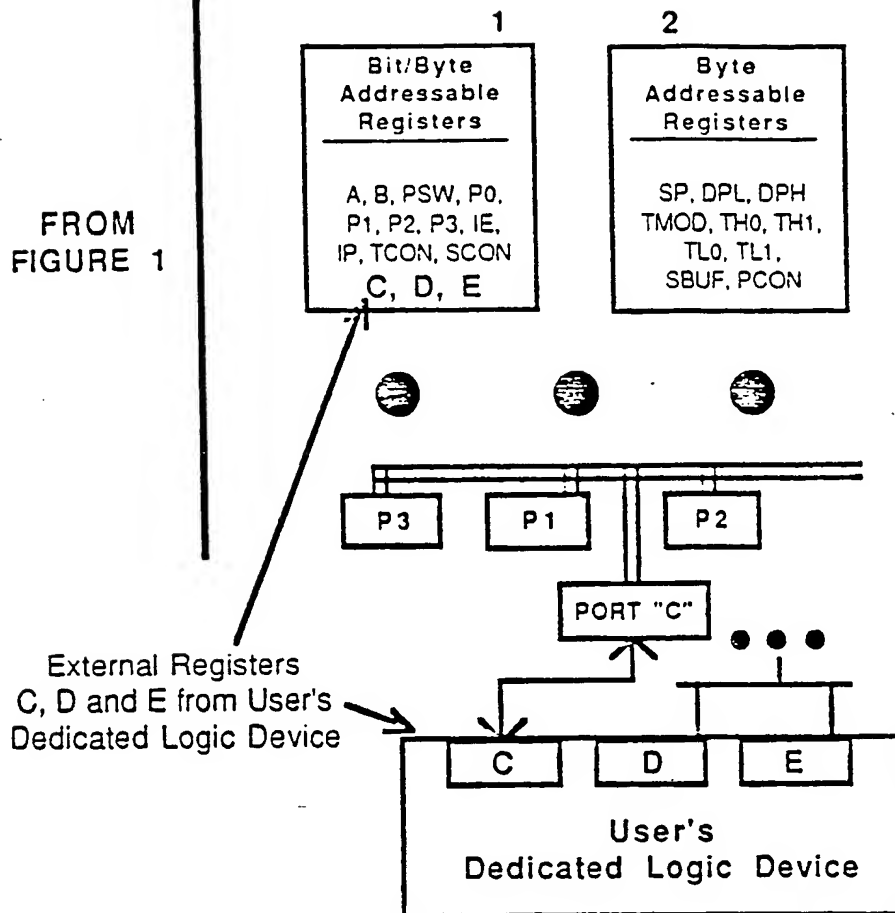 1
2
Bit/Byte
Addressable
Registers
A, B, PSW, P0,
P1, P2, P3, IE,
IP, TCON, SCON
C, D, E
Byte
Addressable
Registers
SP, DPL, DPH
TMOD, TH0, TH1,
TL0, TL1,
SBUF, PCON
FROM
FIGURE 1
P3
P1
P2
PORT "C"
External Registers
C, D and E from User's
Dedicated Logic Device
C
D
E
User's
Dedicated Logic Device